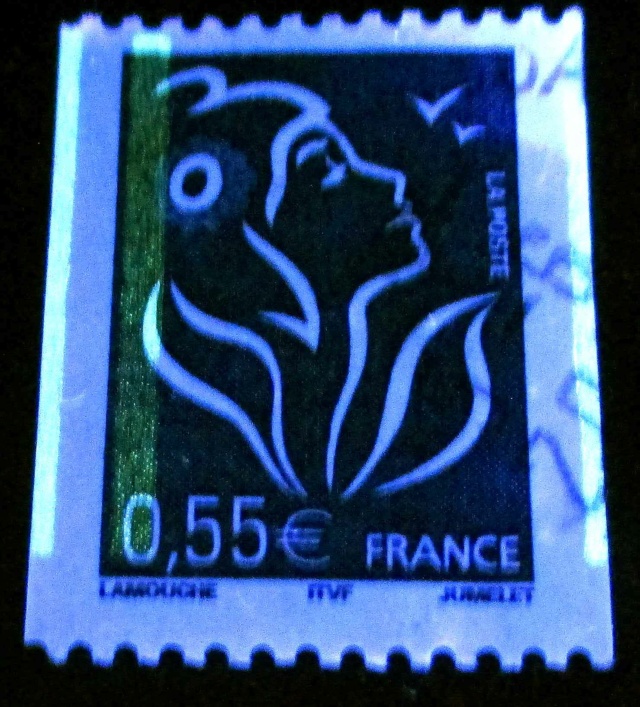 LA POSTE
0,55 € FRANCE
LAMOUCHE ITVF JUMELET